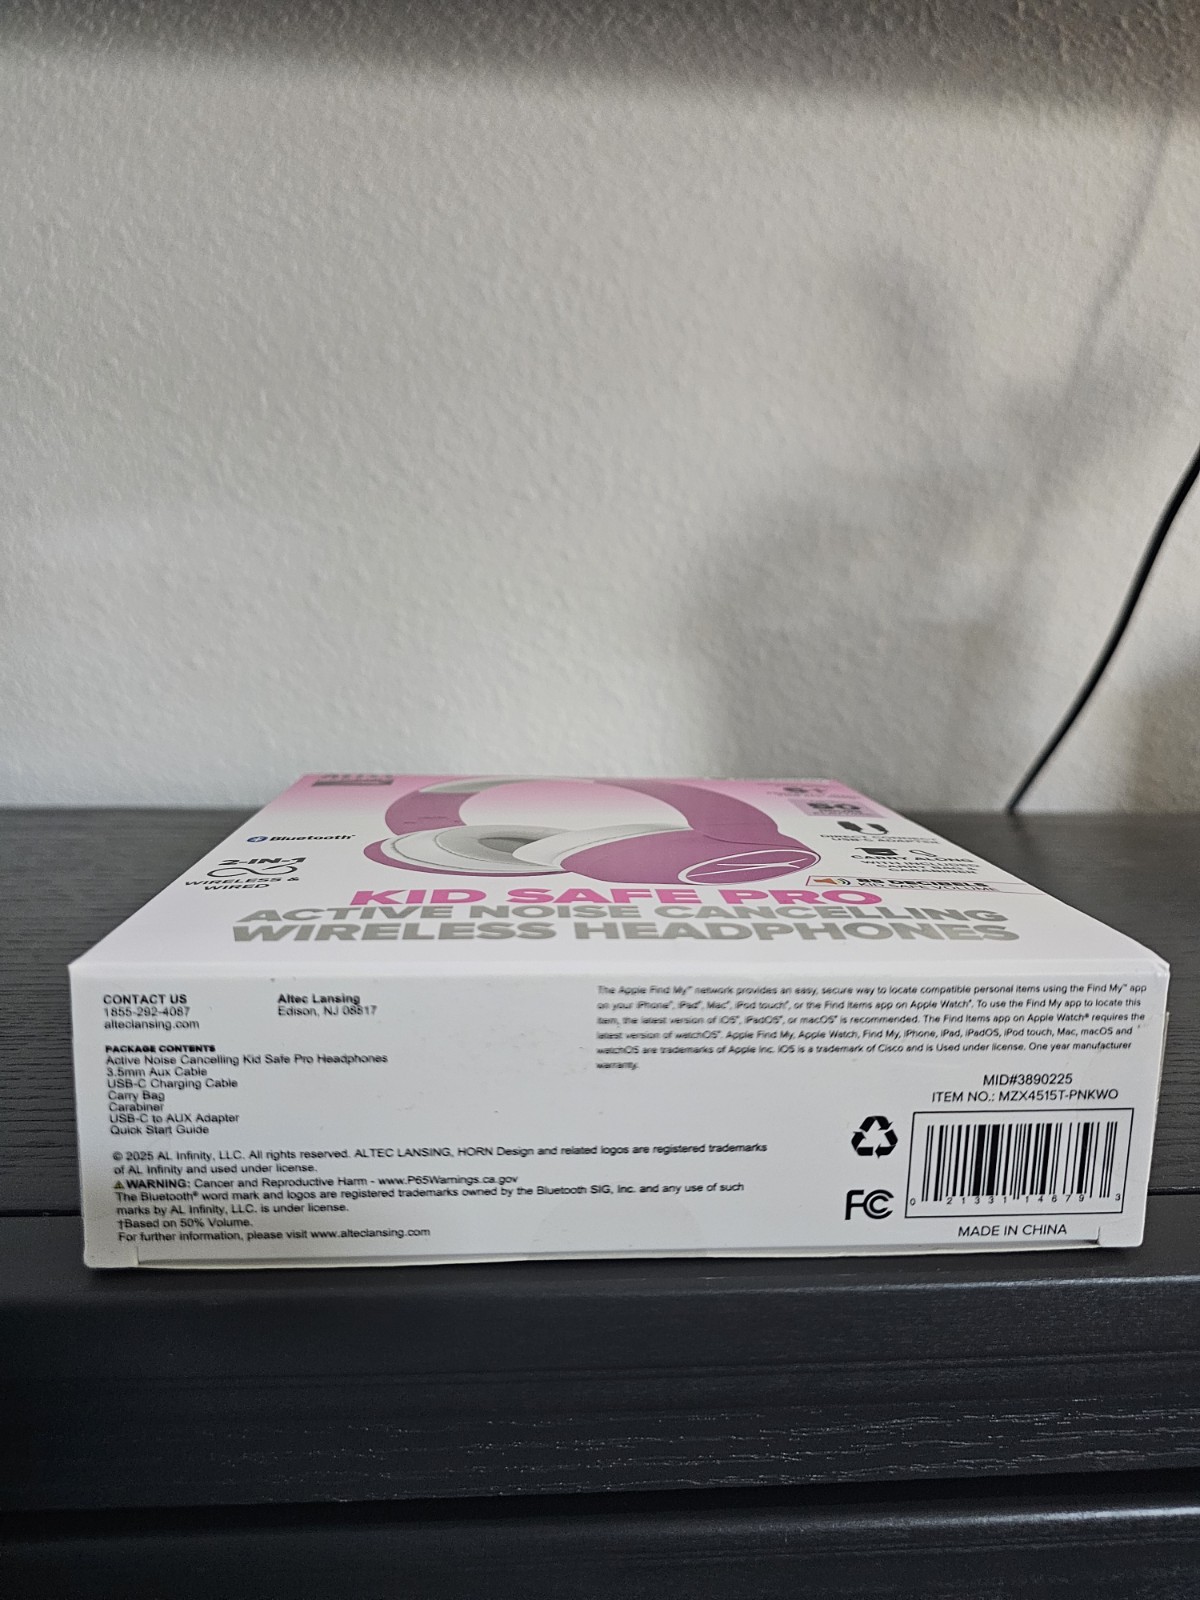 Bluetooth®
2-IN-1
WIRELESS &
WIRED
50
DIRECT CONNECT
CARRY ALONG
CARABINER
88 DECIBELS
KID SAFE VOLUME
KID SAFE PRO
ACTIVE NOISE CANCELLING
WIRELESS HEADPHONES
CONTACT US
1855-292-4087
alteclansing.com
Altec Lansing
Edison, NJ 08817
PACKAGE CONTENTS
Active Noise Cancelling Kid Safe Pro Headphones
3.5mm Aux Cable
USB-C Charging Cable
Carry Bag
Carabiner
USB-C to AUX Adapter
Quick Start Guide
© 2025 AL Infinity, LLC. All rights reserved. ALTEC LANSING, HORN Design and related logos are registered trademarks
of AL Infinity and used under license.
⚠WARNING: Cancer and Reproductive Harm - www.P65Warnings.ca.gov
The Bluetooth® word mark and logos are registered trademarks owned by the Bluetooth SIG, Inc. and any use of such
marks by AL Infinity, LLC. is under license.
†Based on 50% Volume.
For further information, please visit www.alteclansing.com
The Apple Find My™ network provides an easy, secure way to locate compatible personal items using the Find My™ app
on your iPhone®, iPad®, Mac®, iPod touch®, or the Find Items app on Apple Watch®. To use the Find My app to locate this
item, the latest version of iOS®, iPadOS®, or macOS® is recommended. The Find Items app on Apple Watch® requires the
latest version of watchOS®. Apple Find My, Apple Watch, Find My, iPhone, iPad, iPadOS, iPod touch, Mac, macOS and
watchOS are trademarks of Apple Inc. IOS is a trademark of Cisco and is Used under license. One year manufacturer
warranty.
MID#3890225
ITEM NO.: MZX4515T-PNKWO
FC
0 21331 14679 3
MADE IN CHINA